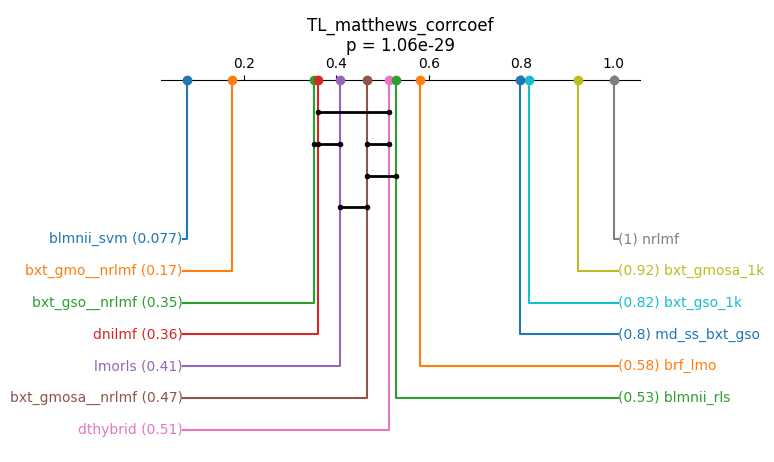 TL_matthews_corrcoef
p = 1.06e-29
0.2 0.4 0.6 0.8 1.0
blmnii_svm (0.077) (1) nrlmf
bxt_gmo__nrlmf (0.17) (0.92) bxt_gmosa_1k
bxt_gso__nrlmf (0.35) (0.82) bxt_gso_1k
dnilmf (0.36) (0.8) md_ss_bxt_gso
lmorls (0.41) (0.58) brf_lmo
bxt_gmosa__nrlmf (0.47) (0.53) blmnii_rls
dthybrid (0.51)